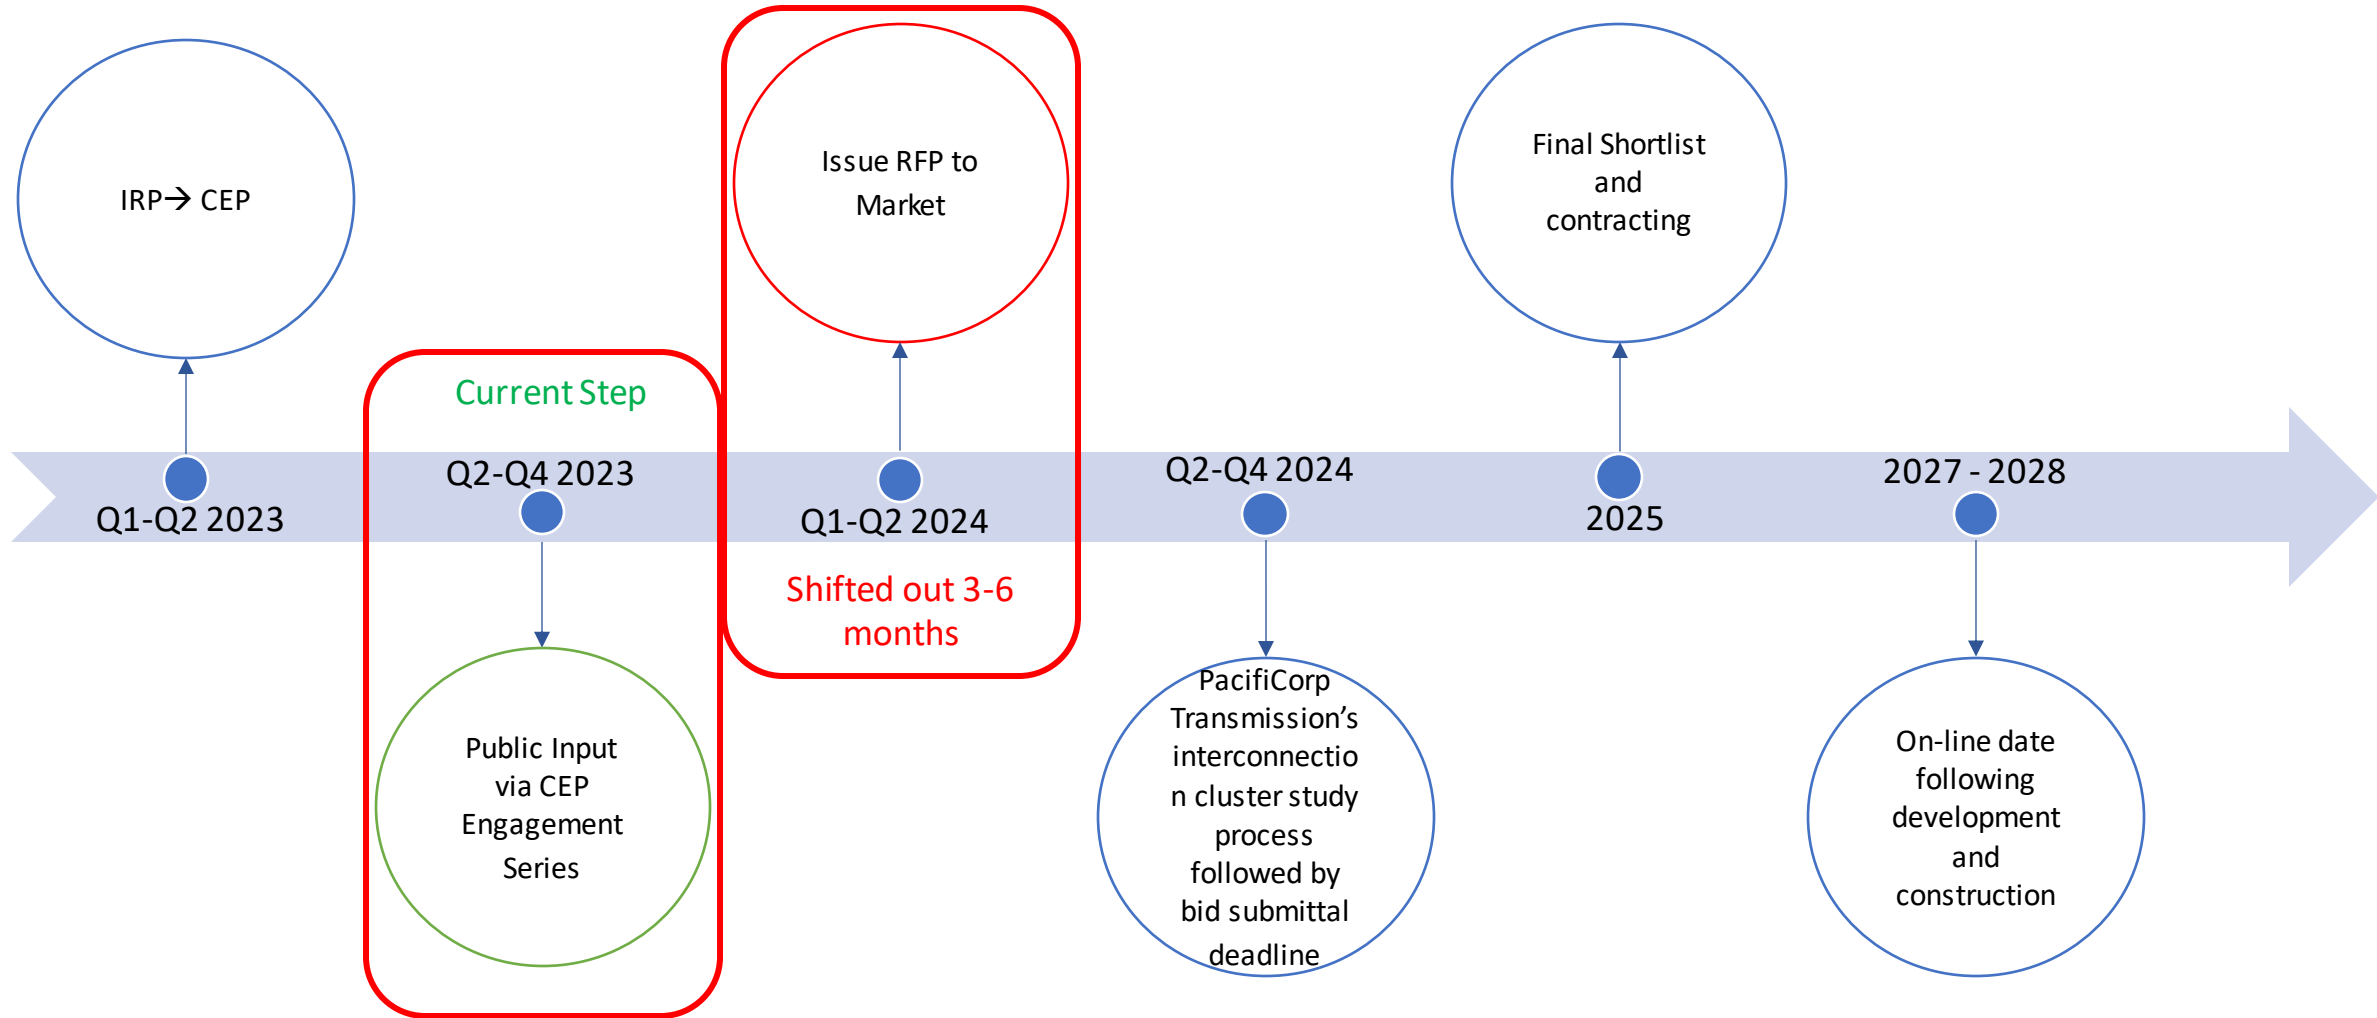 IRP→ CEP
Q1-Q2 2023
Current Step
Q2-Q4 2023
Public Input
via CEP
Engagement
Series
Issue RFP to
Market
Q1-Q2 2024
Shifted out 3-6
months
Q2-Q4 2024
PacifiCorp
Transmission’s
interconnectio
n cluster study
process
followed by
bid submittal
deadline
Final Shortlist
and
contracting
2025
2027 - 2028
On-line date
following
development
and
construction